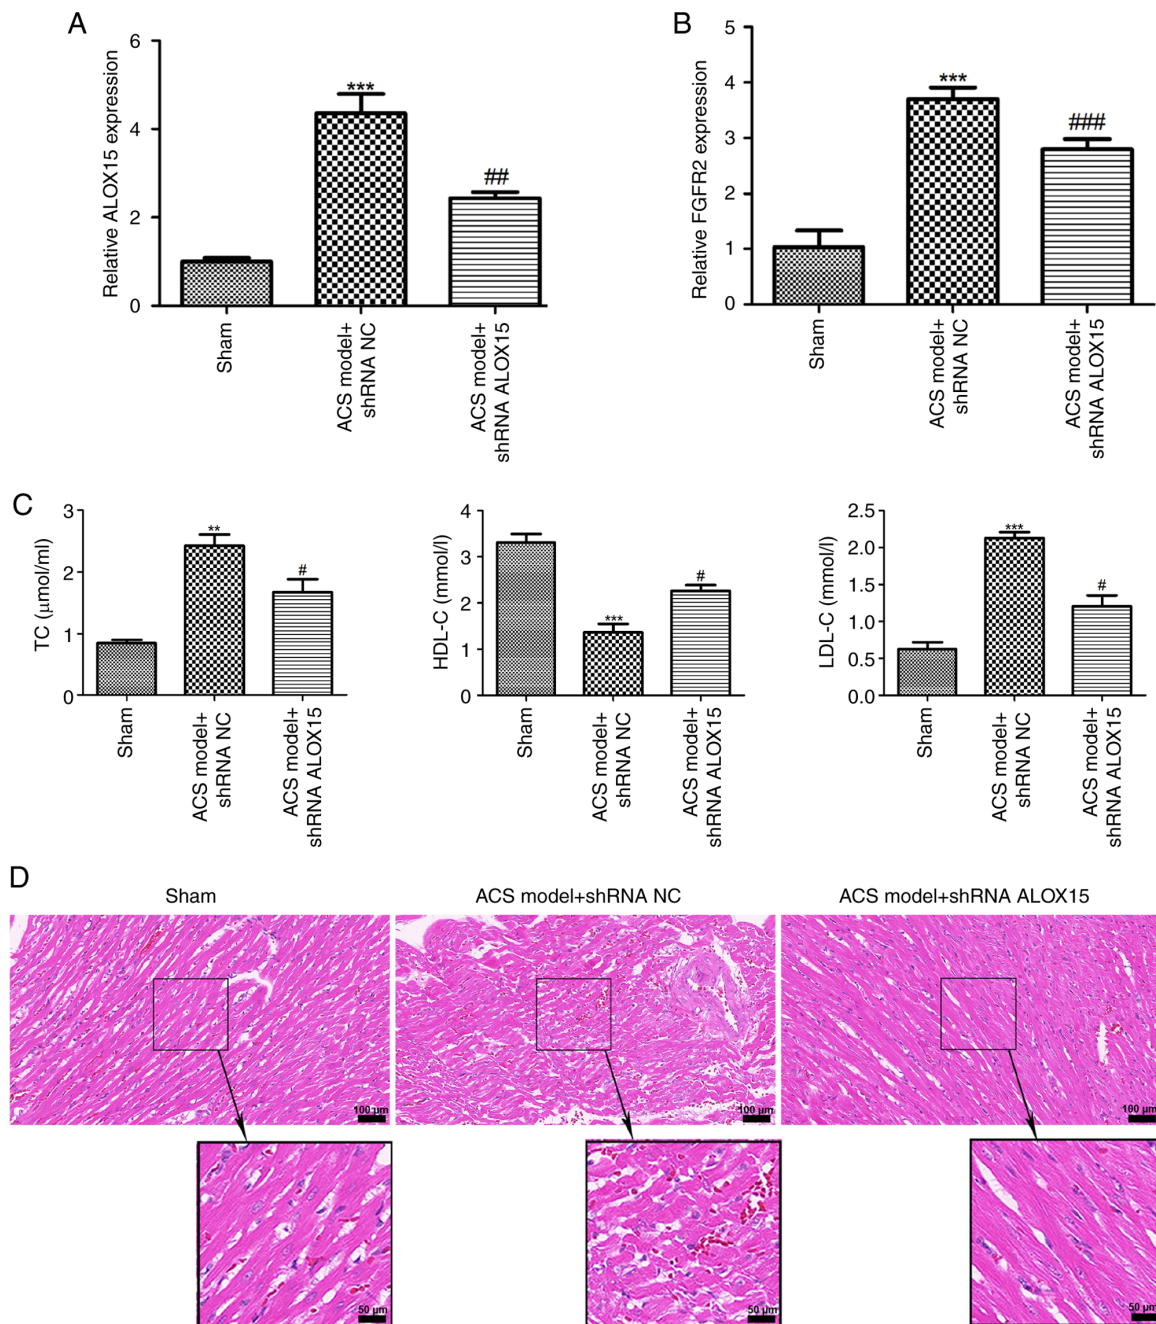 A
Relative ALOX15 expression
6
4
2
0
***
##
Sham
ACS model+
shRNA NC
ACS model+
shRNA ALOX15
B
Relative FGFR2 expression
5
4
3
2
1
0
***
###
Sham
ACS model+
shRNA NC
ACS model+
shRNA ALOX15
C
TC (μmol/ml)
3
2
1
0
**
#
Sham
ACS model+
shRNA NC
ACS model+
shRNA ALOX15
HDL-C (mmol/l)
4
3
2
1
0
***
#
Sham
ACS model+
shRNA NC
ACS model+
shRNA ALOX15
LDL-C (mmol/l)
2.5
2.0
1.5
1.0
0.5
0.0
***
#
Sham
ACS model+
shRNA NC
ACS model+
shRNA ALOX15
D
Sham
ACS model+shRNA NC
ACS model+shRNA ALOX15
100 μm
100 μm
100 μm
50 μm
50 μm
50 μm